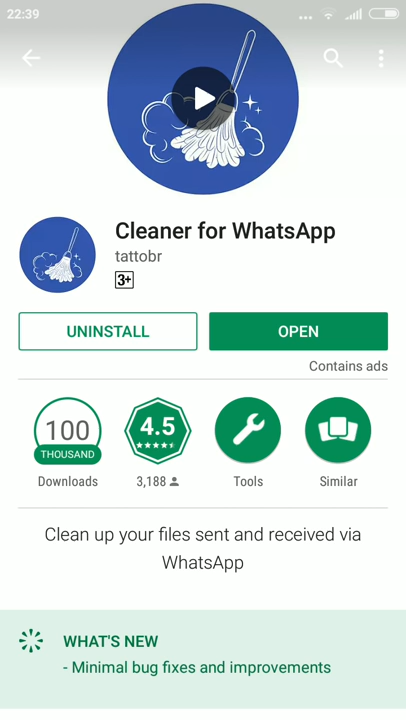 22:39
Cleaner for WhatsApp
tattobr
3+
UNINSTALL
OPEN
Contains ads
100
THOUSAND
4.5
Downloads
3,188
Tools
Similar
Clean up your files sent and received via
WhatsApp
WHAT'S NEW
- Minimal bug fixes and improvements